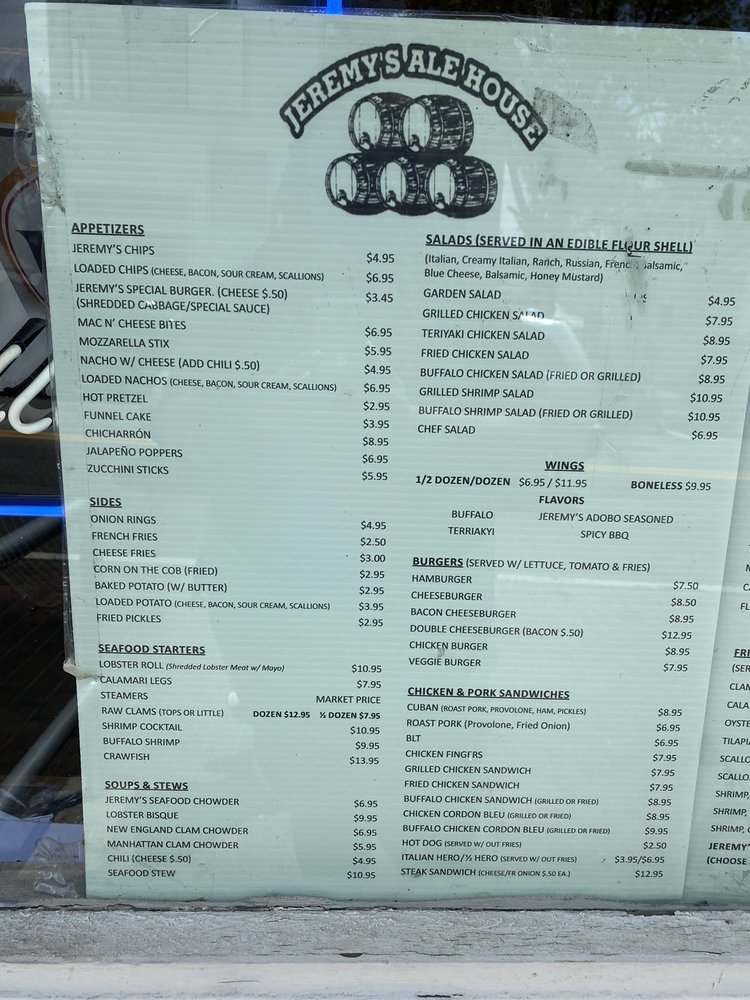 JEREMY'S ALE HOUSE
APPETIZERS
JEREMY'S CHIPS $4.95
LOADED CHIPS (CHEESE, BACON, SOUR CREAM, SCALLIONS) $6.95
JEREMY'S SPECIAL BURGER. (CHEESE $.50) $3.45
(SHREDDED CABBAGE/SPECIAL SAUCE)
MAC N' CHEESE BITES $6.95
MOZZARELLA STIX $5.95
NACHO W/ CHEESE (ADD CHILI $.50) $4.95
LOADED NACHOS (CHEESE, BACON, SOUR CREAM, SCALLIONS) $6.95
HOT PRETZEL $2.95
FUNNEL CAKE $3.95
CHICHARRÓN $8.95
JALAPEÑO POPPERS $6.95
ZUCCHINI STICKS $5.95
SIDES
ONION RINGS $4.95
FRENCH FRIES $2.50
CHEESE FRIES $3.00
CORN ON THE COB (FRIED) $2.95
BAKED POTATO (W/ BUTTER) $2.95
LOADED POTATO (CHEESE, BACON, SOUR CREAM, SCALLIONS) $3.95
FRIED PICKLES $2.95
SEAFOOD STARTERS
LOBSTER ROLL (Shredded Lobster Meat w/ Mayo) $10.95
CALAMARI LEGS $7.95
STEAMERS MARKET PRICE
RAW CLAMS (TOPS OR LITTLE) DOZEN $12.95 ½ DOZEN $7.95
SHRIMP COCKTAIL $10.95
BUFFALO SHRIMP $9.95
CRAWFISH $13.95
SOUPS & STEWS
JEREMY'S SEAFOOD CHOWDER $6.95
LOBSTER BISQUE $9.95
NEW ENGLAND CLAM CHOWDER $6.95
MANHATTAN CLAM CHOWDER $5.95
CHILI (CHEESE $.50) $4.95
SEAFOOD STEW $10.95
SALADS (SERVED IN AN EDIBLE FLOUR SHELL)
(Italian, Creamy Italian, Ranch, Russian, French, Balsamic,
Blue Cheese, Balsamic, Honey Mustard)
GARDEN SALAD $4.95
GRILLED CHICKEN SALAD $7.95
TERIYAKI CHICKEN SALAD $8.95
FRIED CHICKEN SALAD $7.95
BUFFALO CHICKEN SALAD (FRIED OR GRILLED) $8.95
GRILLED SHRIMP SALAD $10.95
BUFFALO SHRIMP SALAD (FRIED OR GRILLED) $10.95
CHEF SALAD $6.95
WINGS
1/2 DOZEN/DOZEN $6.95 / $11.95 BONELESS $9.95
FLAVORS
BUFFALO JEREMY'S ADOBO SEASONED
TERRIAKYI SPICY BBQ
BURGERS (SERVED W/ LETTUCE, TOMATO & FRIES)
HAMBURGER $7.50
CHEESEBURGER $8.50
BACON CHEESEBURGER $8.95
DOUBLE CHEESEBURGER (BACON $.50) $12.95
CHICKEN BURGER $8.95
VEGGIE BURGER $7.95
CHICKEN & PORK SANDWICHES
CUBAN (ROAST PORK, PROVOLONE, HAM, PICKLES) $8.95
ROAST PORK (Provolone, Fried Onion) $6.95
BLT $6.95
CHICKEN FINGERS $7.95
GRILLED CHICKEN SANDWICH $7.95
FRIED CHICKEN SANDWICH $7.95
BUFFALO CHICKEN SANDWICH (GRILLED OR FRIED) $8.95
CHICKEN CORDON BLEU (GRILLED OR FRIED) $8.95
BUFFALO CHICKEN CORDON BLEU (GRILLED OR FRIED) $9.95
HOT DOG (SERVED W/ OUT FRIES) $2.50
ITALIAN HERO/½ HERO (SERVED W/ OUT FRIES) $3.95/$6.95
STEAK SANDWICH (CHEESE/FR ONION $.50 EA.) $12.95
FRI
(SER
CLAM
CALA
OYSTE
TILAPI
SCALLO
SCALLO
SHRIMP,
SHRIMP,
SHRIMP,
JEREMY'
(CHOOSE